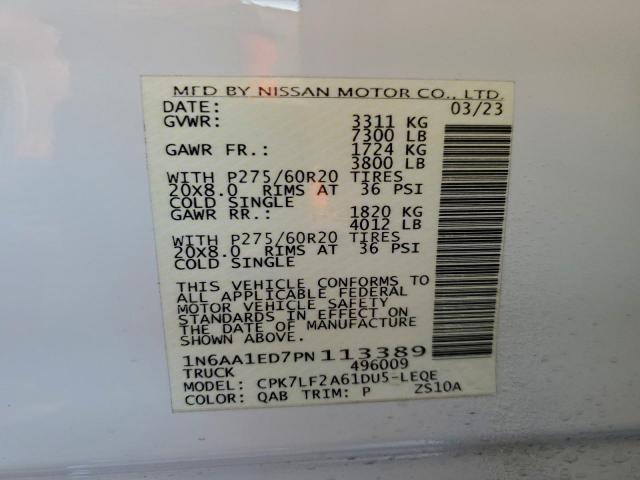 MFD BY NISSAN MOTOR CO., LTD.
DATE: 03/23
GVWR: 3311 KG
7300 LB
GAWR FR.: 1724 KG
3800 LB
WITH P275/60R20 TIRES
20x8.0 RIMS AT 36 PSI
COLD SINGLE
GAWR RR.: 1820 KG
4012 LB
WITH P275/60R20 TIRES
20x8.0 RIMS AT 36 PSI
COLD SINGLE
THIS VEHICLE CONFORMS TO
ALL APPLICABLE FEDERAL
MOTOR VEHICLE SAFETY
STANDARDS IN EFFECT ON
THE DATE OF MANUFACTURE
1N6AA1ED7PN113389
TRUCK 496009
MODEL: CPK7LF2A61DU5-LEQE
COLOR: QAB TRIM: P ZS10A